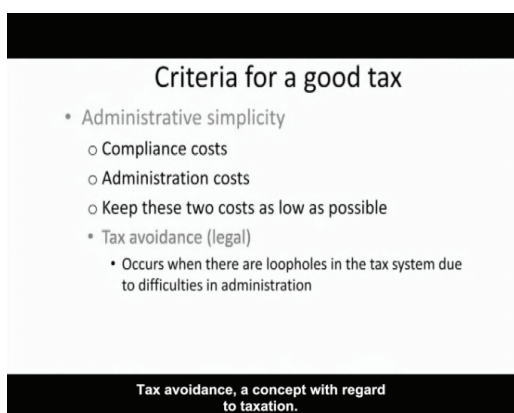 Criteria for a good tax
• Administrative simplicity
o Compliance costs
o Administration costs
o Keep these two costs as low as possible
• Tax avoidance (legal)
• Occurs when there are loopholes in the tax system due
to difficulties in administration
Tax avoidance, a concept with regard
to taxation.